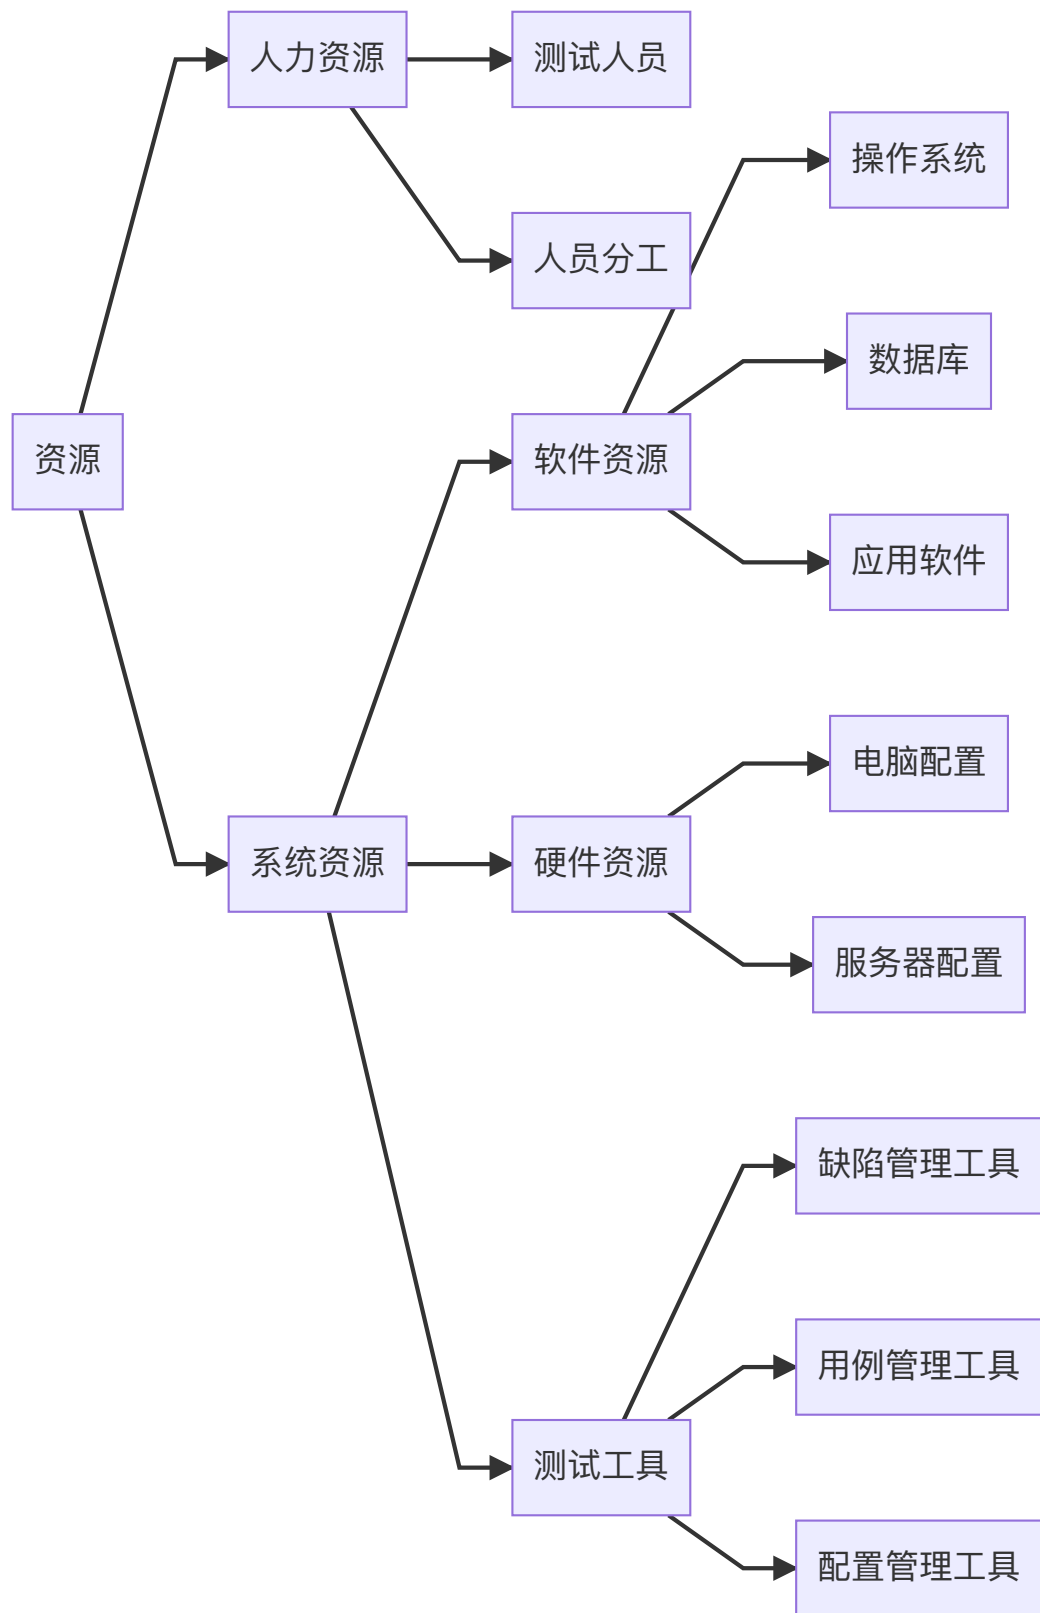 人力资源
测试人员
操作系统
人员分工
数据库
资源
软件资源
应用软件
电脑配置
系统资源
硬件资源
服务器配置
缺陷管理工具
用例管理工具
测试工具
配置管理工具